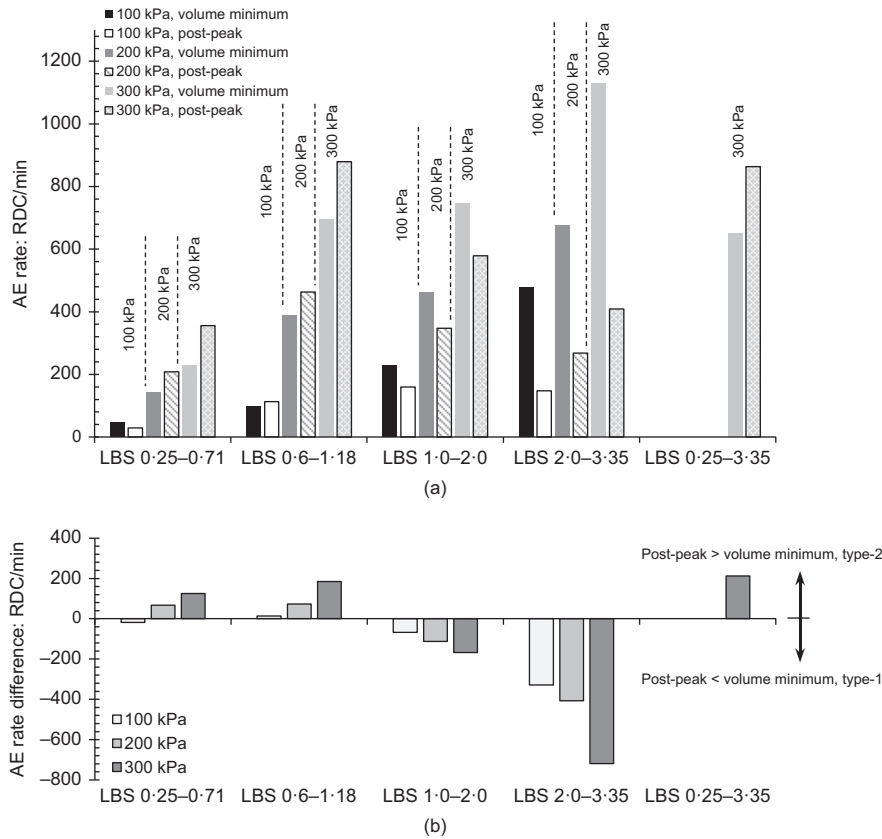 100 kPa, volume minimum
100 kPa, post-peak
200 kPa, volume minimum
200 kPa, post-peak
300 kPa, volume minimum
300 kPa, post-peak
AE rate: RDC/min
1200
1000
800
600
400
200
0
100 kPa
200 kPa
300 kPa
100 kPa
200 kPa
300 kPa
100 kPa
200 kPa
300 kPa
100 kPa
200 kPa
300 kPa
300 kPa
LBS 0·25–0·71 LBS 0·6–1·18 LBS 1·0–2·0 LBS 2·0–3·35 LBS 0·25–3·35
(a)
AE rate difference: RDC/min
400
200
0
–200
–400
–600
–800
Post-peak > volume minimum, type-2
Post-peak < volume minimum, type-1
100 kPa
200 kPa
300 kPa
LBS 0·25–0·71 LBS 0·6–1·18 LBS 1·0–2·0 LBS 2·0–3·35 LBS 0·25–3·35
(b)